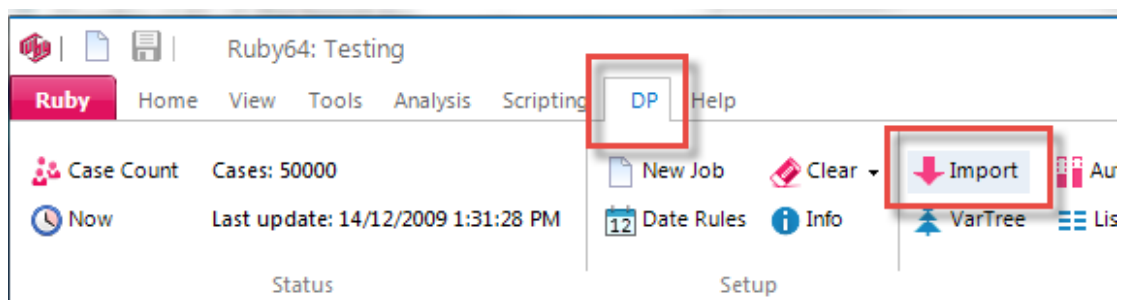 Ruby64: Testing
Ruby Home View Tools Analysis Scripting DP Help
Case Count Cases: 50000 New Job Clear Import
Now Last update: 14/12/2009 1:31:28 PM 12 Date Rules Info VarTree
Status Setup